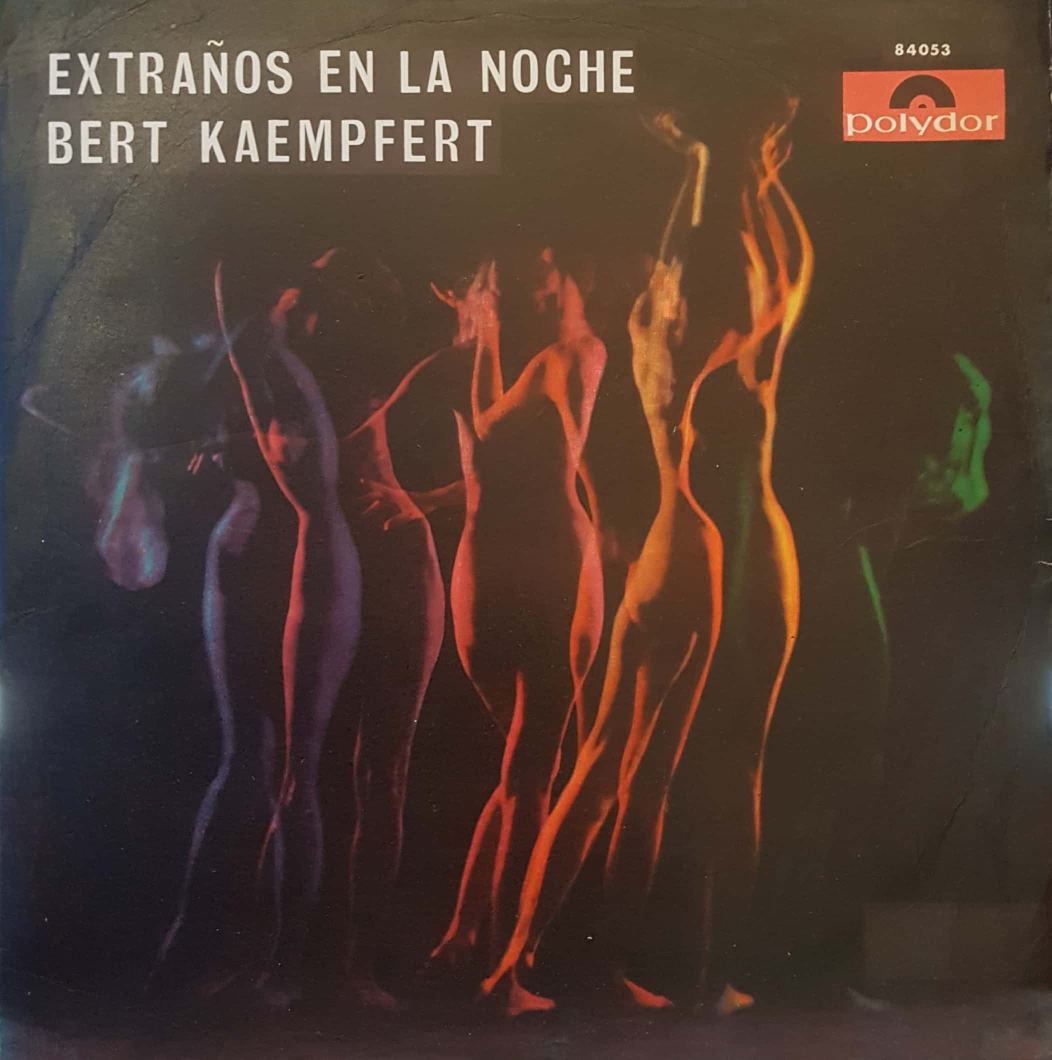 EXTRAÑOS EN LA NOCHE
BERT KAEMPFERT
84053
polydor